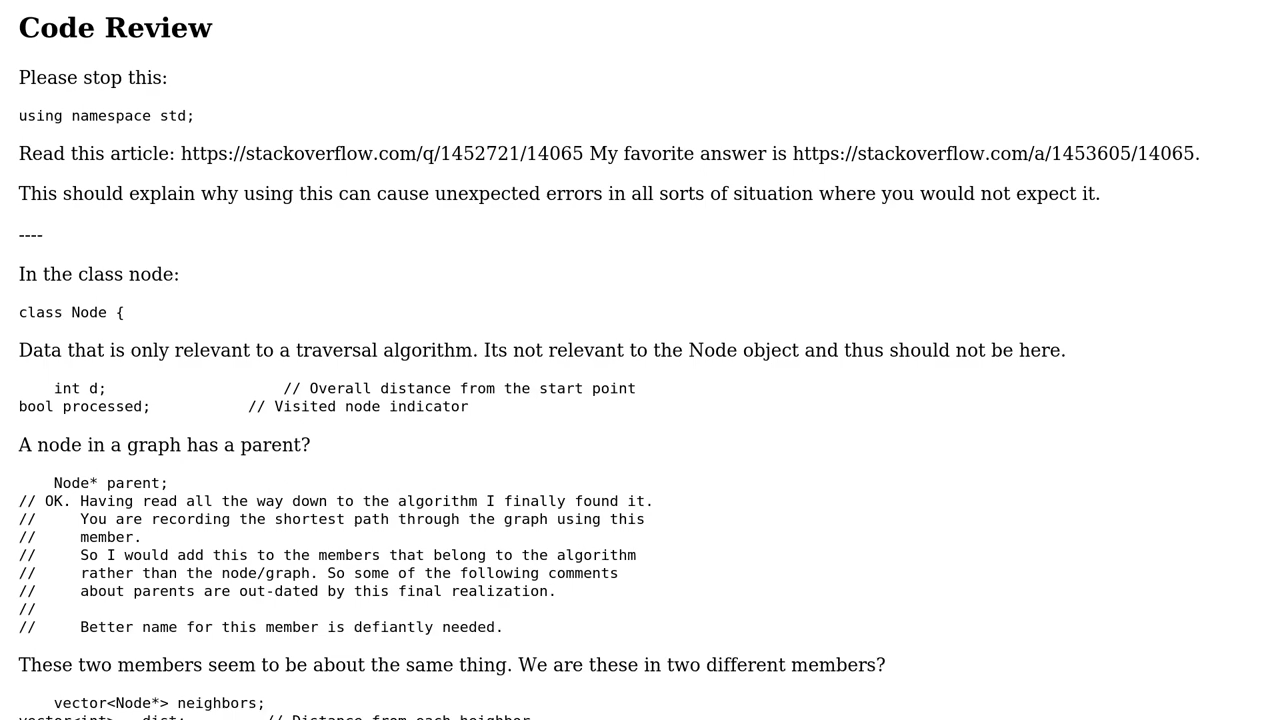 Code Review
Please stop this:
using namespace std;
Read this article: https://stackoverflow.com/q/1452721/14065 My favorite answer is https://stackoverflow.com/a/1453605/14065.
This should explain why using this can cause unexpected errors in all sorts of situation where you would not expect it.
----
In the class node:
class Node {
Data that is only relevant to a traversal algorithm. Its not relevant to the Node object and thus should not be here.
    int d;                    // Overall distance from the start point
bool processed;           // Visited node indicator
A node in a graph has a parent?
    Node* parent;
// OK. Having read all the way down to the algorithm I finally found it.
//     You are recording the shortest path through the graph using this
//     member.
//     So I would add this to the members that belong to the algorithm
//     rather than the node/graph. So some of the following comments
//     about parents are out-dated by this final realization.
//
//     Better name for this member is defiantly needed.
These two members seem to be about the same thing. We are these in two different members?
    vector<Node*> neighbors;
vector<int>   dist;         // Distance from each neighbor